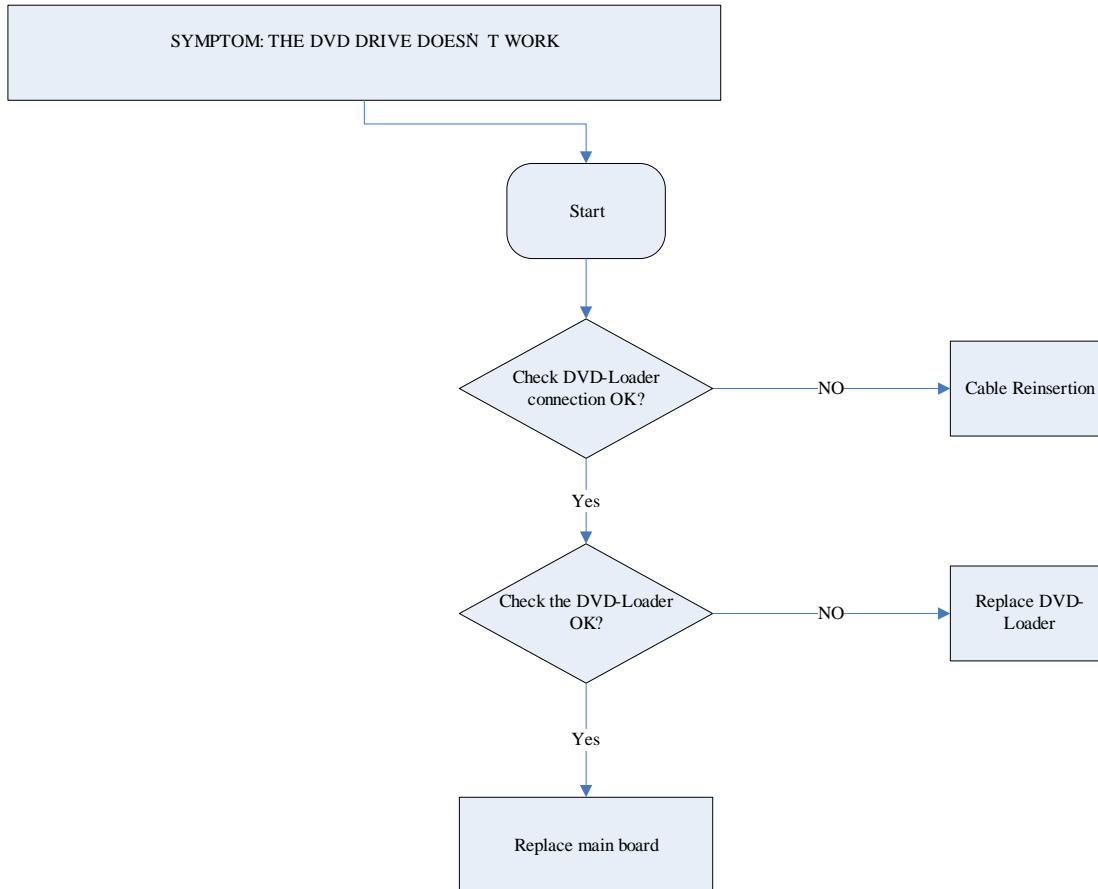 SYMPTOM: THE DVD DRIVE DOESǸ T WORK
Start
Check DVD-Loader
connection OK?
NO
Cable Reinsertion
Yes
Check the DVD-Loader
OK?
NO
Replace DVD-
Loader
Yes
Replace main board